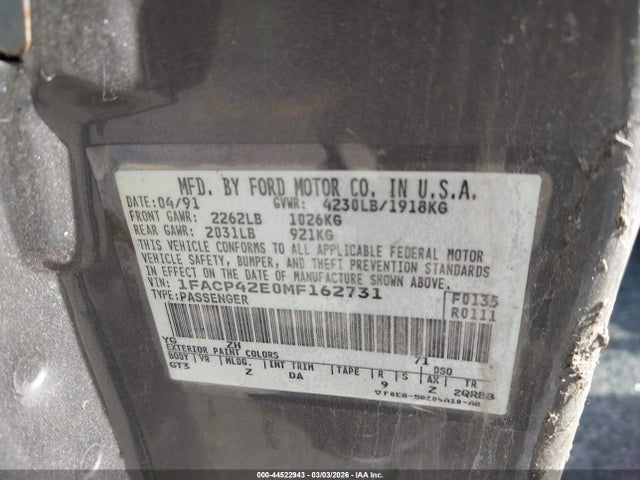 MFD. BY FORD MOTOR CO. IN U.S.A.
DATE: 04/91 GVWR: 4230LB/1918KG
FRONT GAWR: 2262LB 1026KG
REAR GAWR: 2031LB 921KG
THIS VEHICLE CONFORMS TO ALL APPLICABLE FEDERAL MOTOR
VEHICLE SAFETY, BUMPER, AND THEFT PREVENTION STANDARDS
IN EFFECT ON THE DATE OF MANUFACTURE SHOWN ABOVE.
VIN: 1FACP42E0MF162731 F0135
TYPE: PASSENGER R0111
YG ZH 71
EXTERIOR PAINT COLORS DSO
BODY VR MLDG. INT TRIM TAPE R S AX TR
GT3 Z DA 9 Z 2QRBB
000-44522943 - 03/03/2026 - IAA Inc.